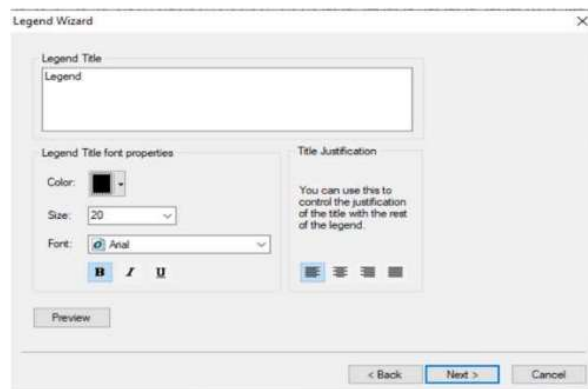 Legend Wizard
Legend Title
Legend
Legend Title font properties
Color:
Size: 20
Font: Arial
B I U
Title Justification
You can use this to
control the justification
of the title with the rest
of the legend.
Preview
< Back Next > Cancel